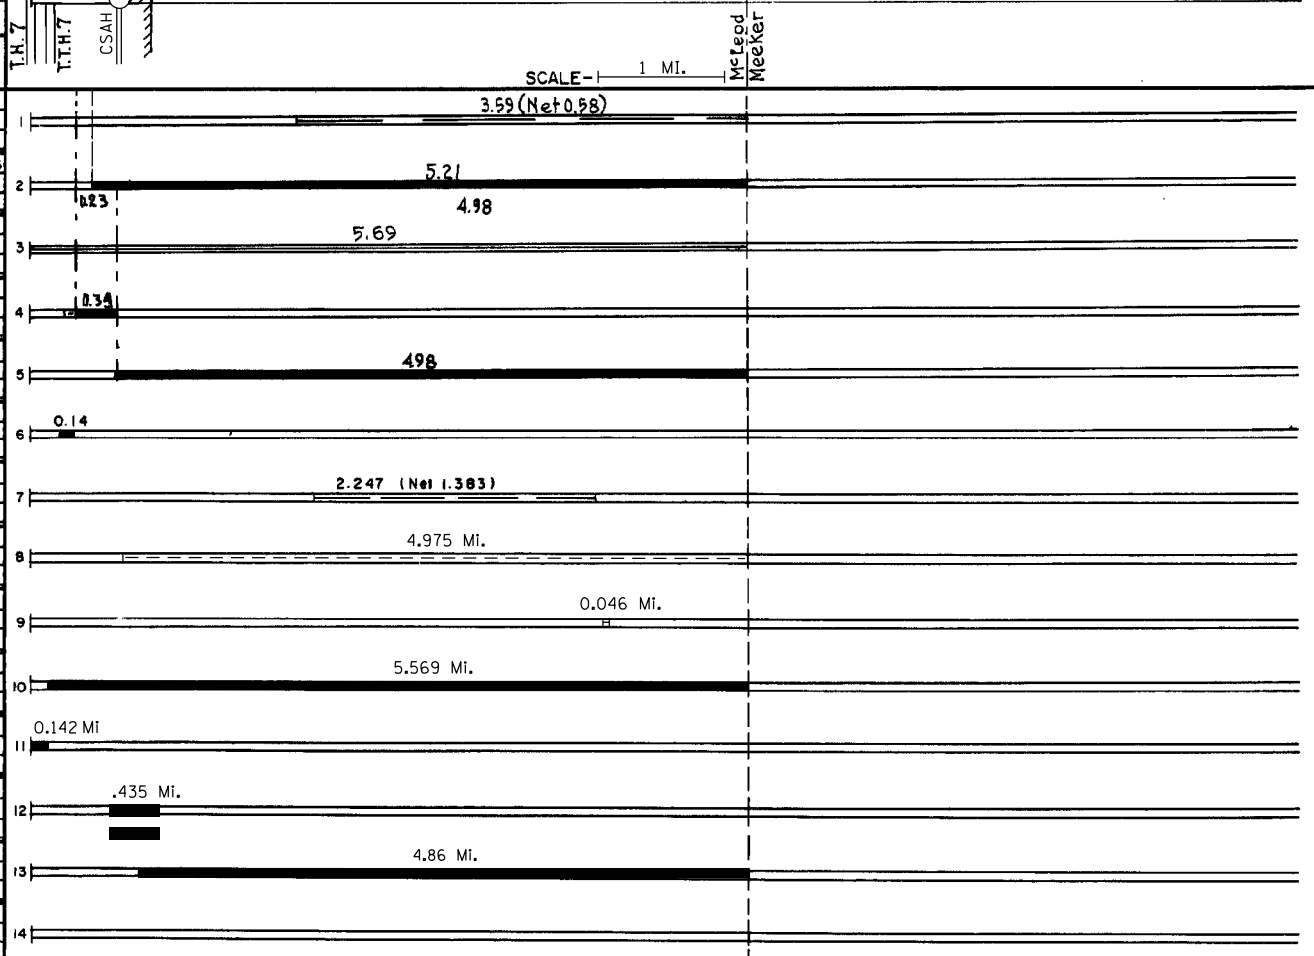 T.H.7
T.T.H.7
CSAH
SCALE- 1 MI.
McLeod
Meeker
1 3.59 (Net 0.58)
2 5.21
0.23 4.98
3 5.69
4 0.34
5 4.98
6 0.14
7 2.247 (Net 1.383)
8 4.975 Mi.
9 0.046 Mi.
10 5.569 Mi.
11 0.142 Mi
12 .435 Mi.
13 4.86 Mi.
14